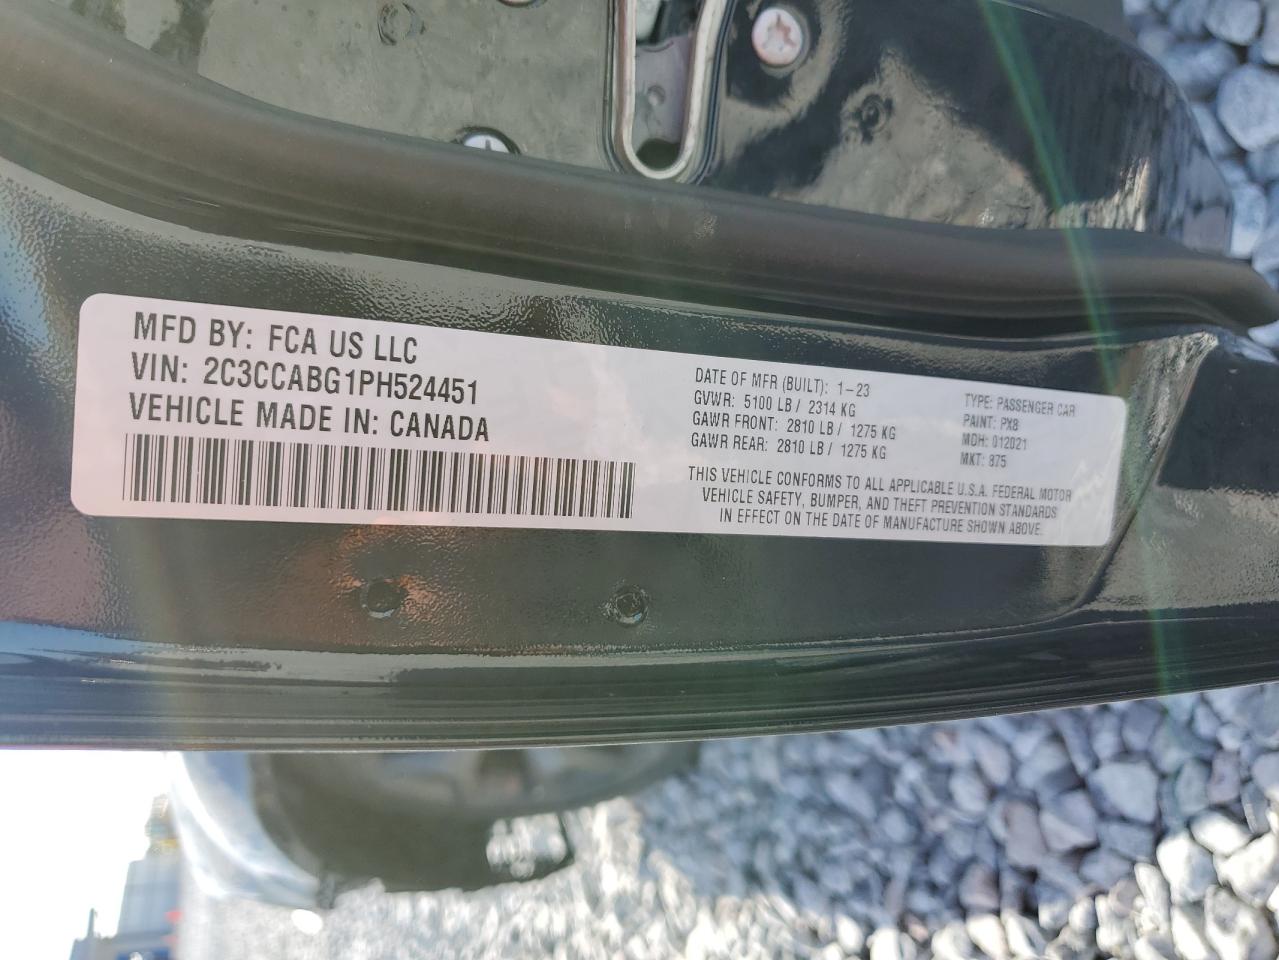 MFD BY: FCA US LLC
VIN: 2C3CCABG1PH524451
VEHICLE MADE IN: CANADA
DATE OF MFR (BUILT): 1-23
GVWR: 5100 LB / 2314 KG
GAWR FRONT: 2810 LB / 1275 KG
GAWR REAR: 2810 LB / 1275 KG
TYPE: PASSENGER CAR
PAINT: PX8
MDH: 012021
MKT: 875
THIS VEHICLE CONFORMS TO ALL APPLICABLE U.S.A. FEDERAL MOTOR
VEHICLE SAFETY, BUMPER, AND THEFT PREVENTION STANDARDS
IN EFFECT ON THE DATE OF MANUFACTURE SHOWN ABOVE.